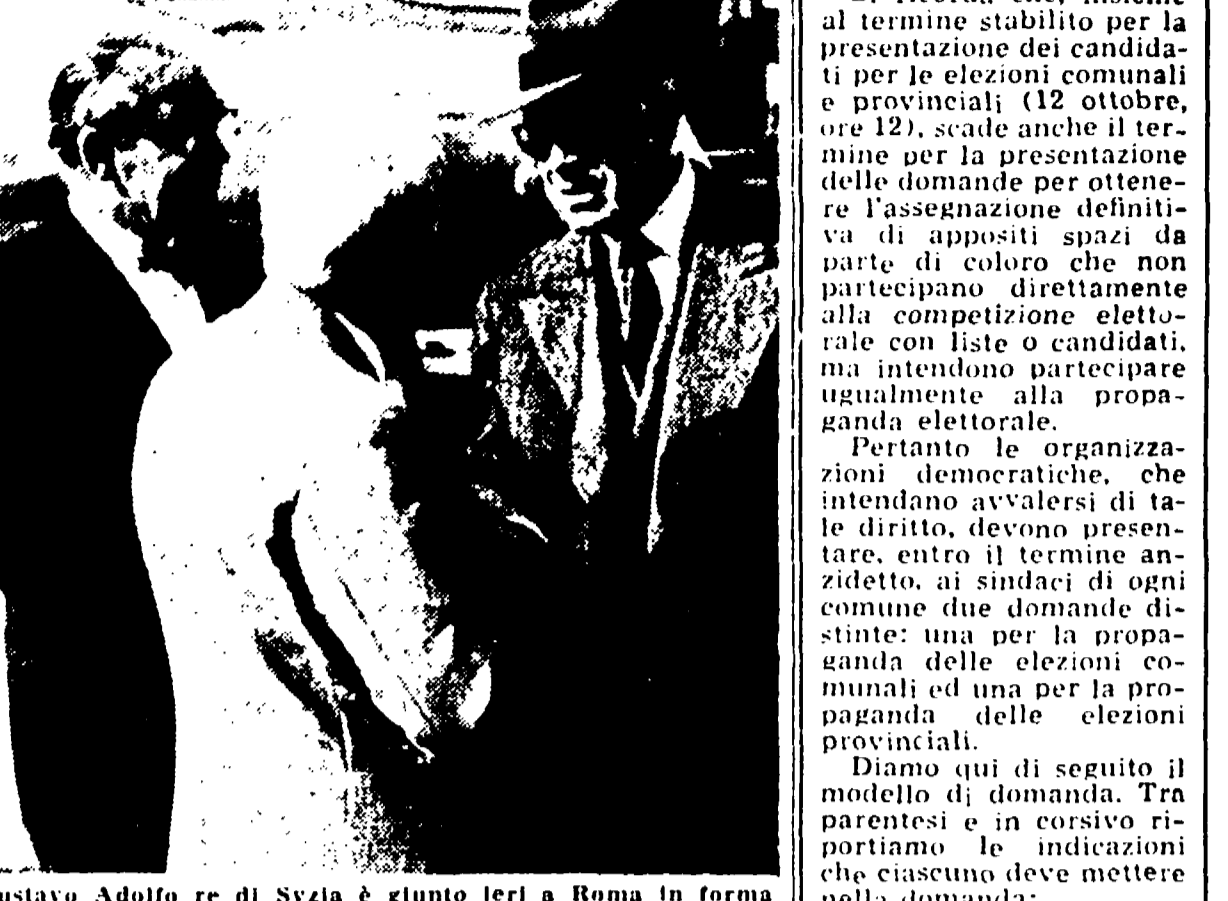 ustavo Adolfo re di Svzia è giunto ieri a Roma in forma
al termine stabilito per la
presentazione dei candida-
ti per le elezioni comunali
e provinciali (12 ottobre,
ore 12), scade anche il ter-
mine per la presentazione
delle domande per ottene-
re l'assegnazione definiti-
va di appositi spazi da
parte di coloro che non
partecipano direttamente
alla competizione eletto-
rale con liste o candidati,
ma intendono partecipare
ugualmente alla propa-
ganda elettorale.
Pertanto le organizza-
zioni democratiche, che
intendano avvalersi di ta-
le diritto, devono presen-
tare, entro il termine an-
zidetto, ai sindaci di ogni
comune due domande di-
stinte: una per la propa-
ganda delle elezioni co-
munali ed una per la pro-
paganda delle elezioni
provinciali.
Diamo qui di seguito il
modello di domanda. Tra
parentesi e in corsivo ri-
portiamo le indicazioni
che ciascuno deve mettere
nella domanda: